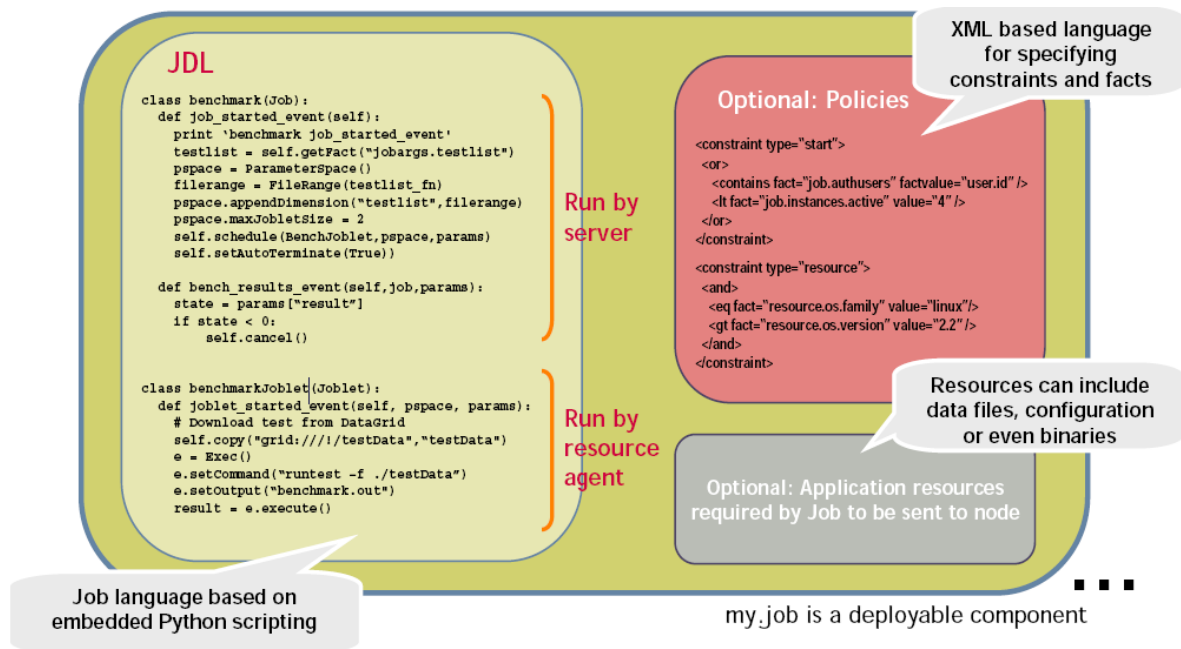 JDL
class benchmark(Job):
def job_started_event(self):
print `benchmark job_started_event'
testlist = self.getFact("jobargs.testlist")
pspace = ParameterSpace()
filerange = FileRange(testlist_fn)
pspace.appendDimension("testlist",filerange)
pspace.maxJobletSize = 2
self.schedule(BenchJoblet,pspace,params)
self.setAutoTerminate(True))
def bench_results_event(self,job,params):
state = params["result"]
if state < 0:
self.cancel()
Run by
server
class benchmarkJoblet(Joblet):
def joblet_started_event(self, pspace, params):
# Download test from DataGrid
self.copy("grid:///!/testData","testData")
e = Exec()
e.setCommand("runtest -f ./testData")
e.setOutput("benchmark.out")
result = e.execute()
Run by
resource
agent
Job language based on
embedded Python scripting
XML based language
for specifying
constraints and facts
Optional: Policies
<constraint type="start">
<or>
<contains fact="job.authusers" factvalue="user.id" />
<lt fact="job.instances.active" value="4" />
</or>
</constraint>
<constraint type="resource">
<and>
<eq fact="resource.os.family" value="linux"/>
<gt fact="resource.os.version" value="2.2" />
</and>
</constraint>
Resources can include
data files, configuration
or even binaries
Optional: Application resources
required by Job to be sent to node
...
my.job is a deployable component